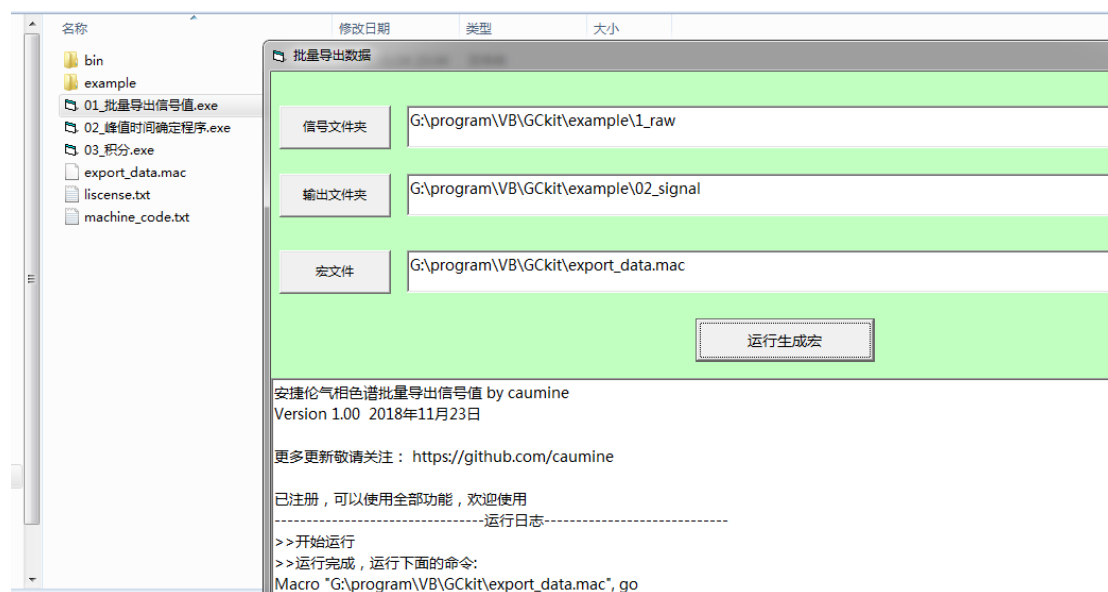 名称 修改日期 类型 大小
bin
example
01_批量导出信号值.exe
02_峰值时间确定程序.exe
03_积分.exe
export_data.mac
liscense.txt
machine_code.txt
批量导出数据
信号文件夹 G:\program\VB\GCkit\example\1_raw
输出文件夹 G:\program\VB\GCkit\example\02_signal
宏文件 G:\program\VB\GCkit\export_data.mac
运行生成宏
安捷伦气相色谱批量导出信号值 by caumine
Version 1.00 2018年11月23日
更多更新敬请关注： https://github.com/caumine
已注册，可以使用全部功能，欢迎使用
-------------------------------运行日志---------------------------
>>开始运行
>>运行完成，运行下面的命令:
Macro "G:\program\VB\GCkit\export_data.mac", go